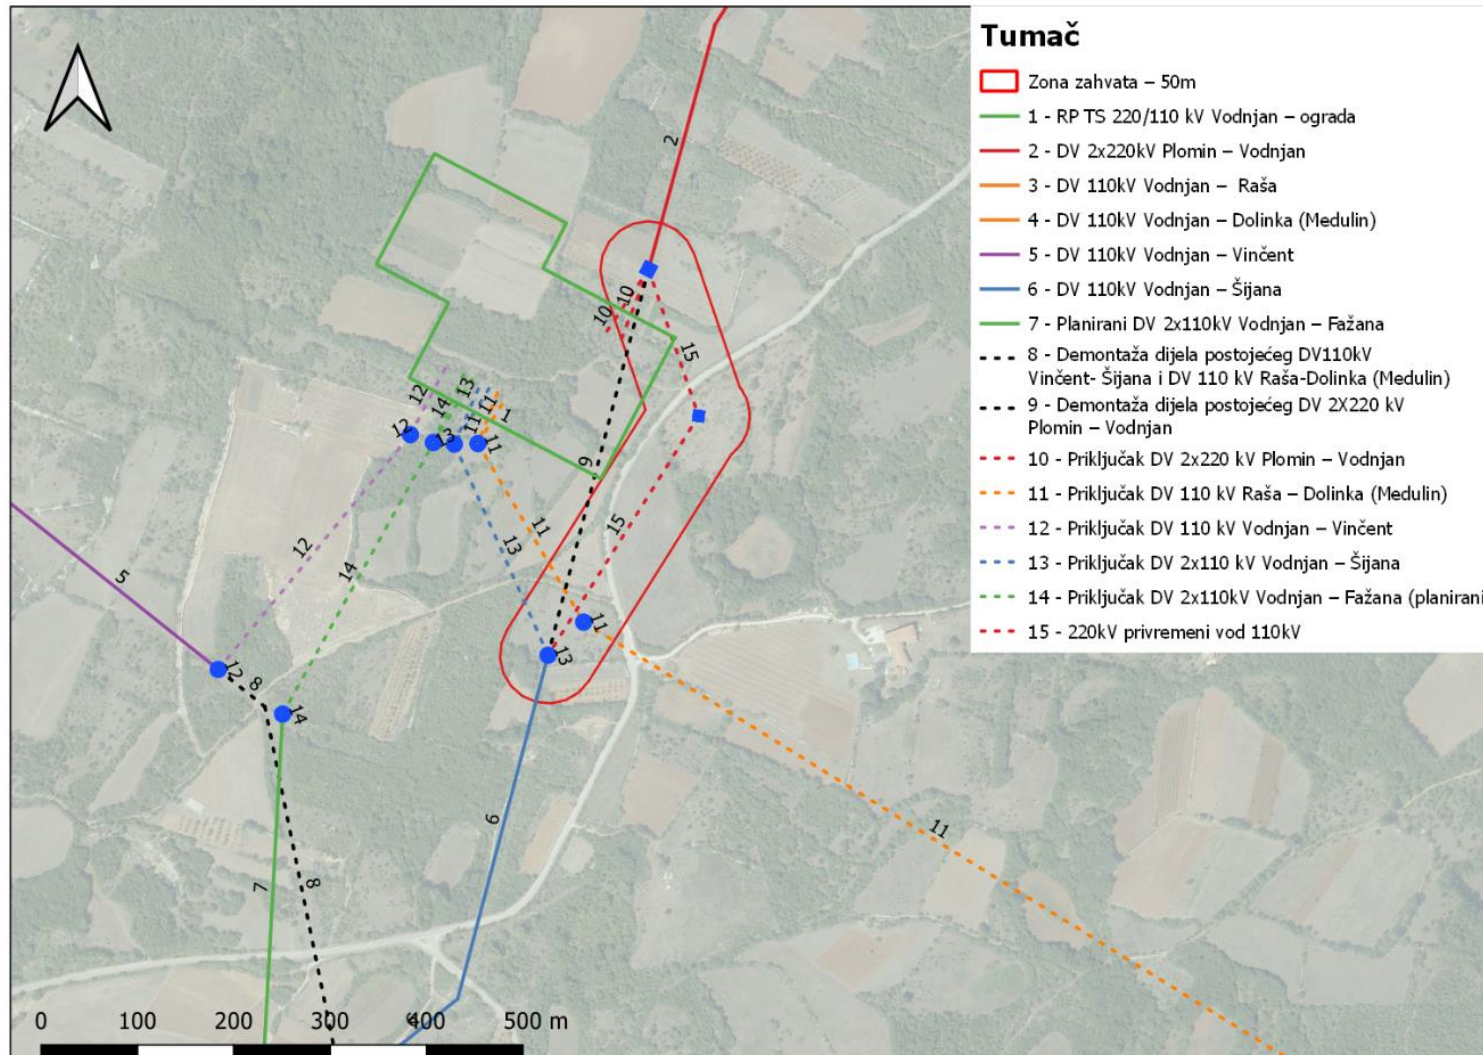 Tumač
Zona zahvata – 50m
1 - RP TS 220/110 kV Vodnjan – ograda
2 - DV 2x220kV Plomin – Vodnjan
3 - DV 110kV Vodnjan – Raša
4 - DV 110kV Vodnjan – Dolinka (Medulin)
5 - DV 110kV Vodnjan – Vinčent
6 - DV 110kV Vodnjan – Šijana
7 - Planirani DV 2x110kV Vodnjan – Fažana
8 - Demontaža dijela postojećeg DV110kV
Vinčent- Šijana i DV 110 kV Raša-Dolinka (Medulin)
9 - Demontaža dijela postojećeg DV 2X220 kV
Plomin – Vodnjan
10 - Priključak DV 2x220 kV Plomin – Vodnjan
11 - Priključak DV 110 kV Raša – Dolinka (Medulin)
12 - Priključak DV 110 kV Vodnjan – Vinčent
13 - Priključak DV 2x110 kV Vodnjan – Šijana
14 - Priključak DV 2x110kV Vodnjan – Fažana (planirani
15 - 220kV privremeni vod 110kV
2
10
10
15
13
12
11
14
1
11
12
13
11
9
15
11
13
12
14
5
11
13
12
8
14
6
11
7
8
6
0 100 200 300 400 500 m